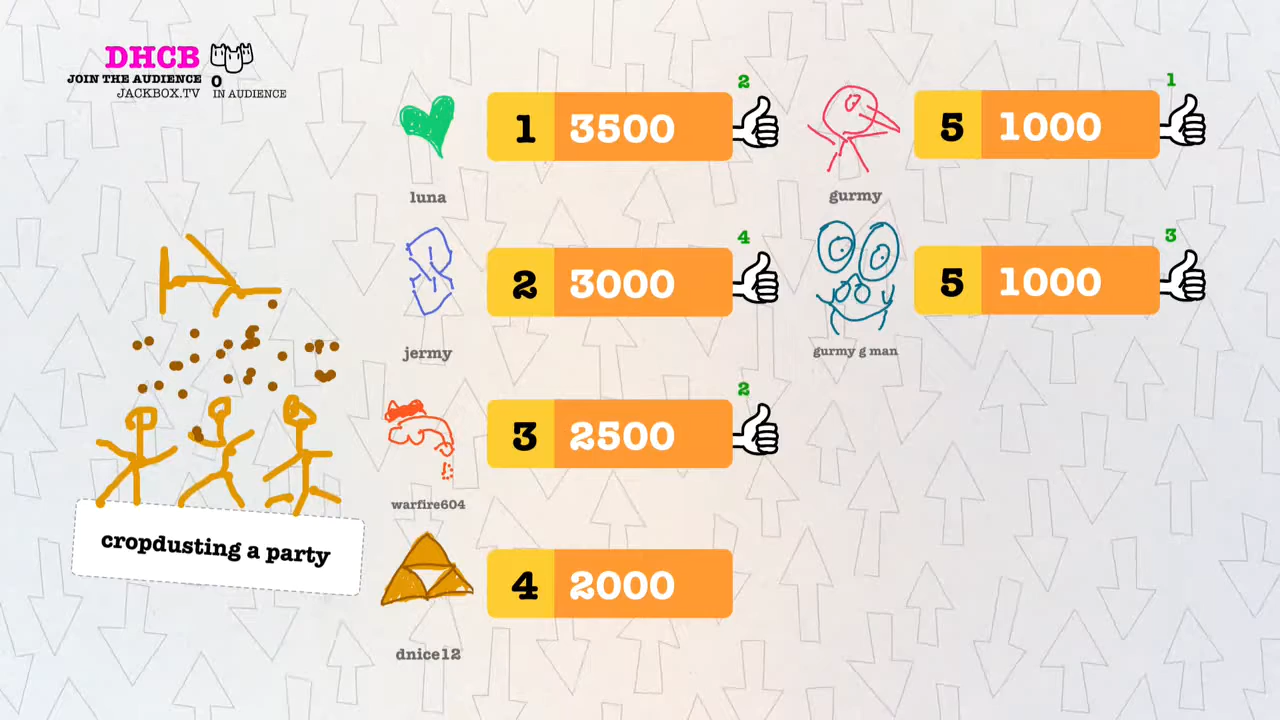 DHCB
JOIN THE AUDIENCE
JACKBOX.TV
0
IN AUDIENCE
cropdusting a party
1 3500
2
luna
2 3000
4
jermy
3 2500
2
warfire604
4 2000
dnice12
5 1000
1
gurmy
5 1000
3
gurmy g man